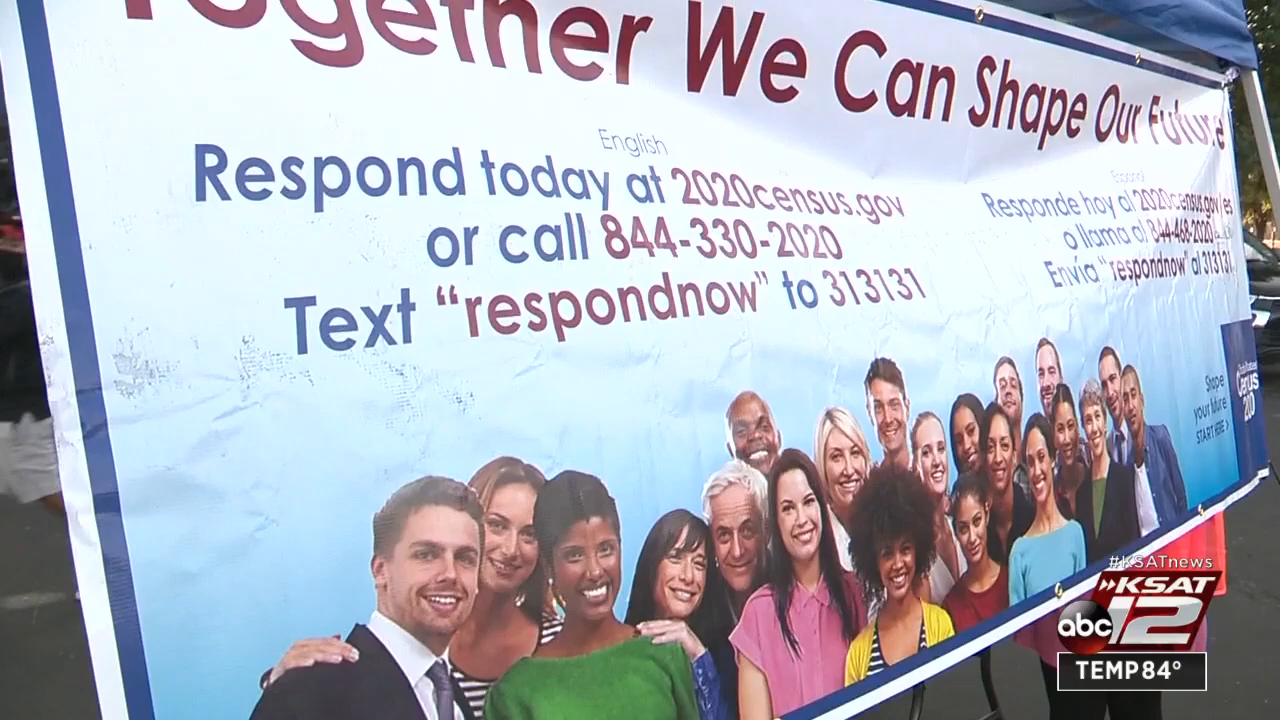 Together We Can Shape Our Future
English
Respond today at 2020census.gov
or call 844-330-2020
Text “respondnow” to 313131
Español
Responde hoy al 2020census.gov/es
o llama al 844-468-2020
Envía “respondnow” al 313131
Shape
your future
START HERE >
Census
2020
#KSATnews
KSAT
abc 12
TEMP 84°